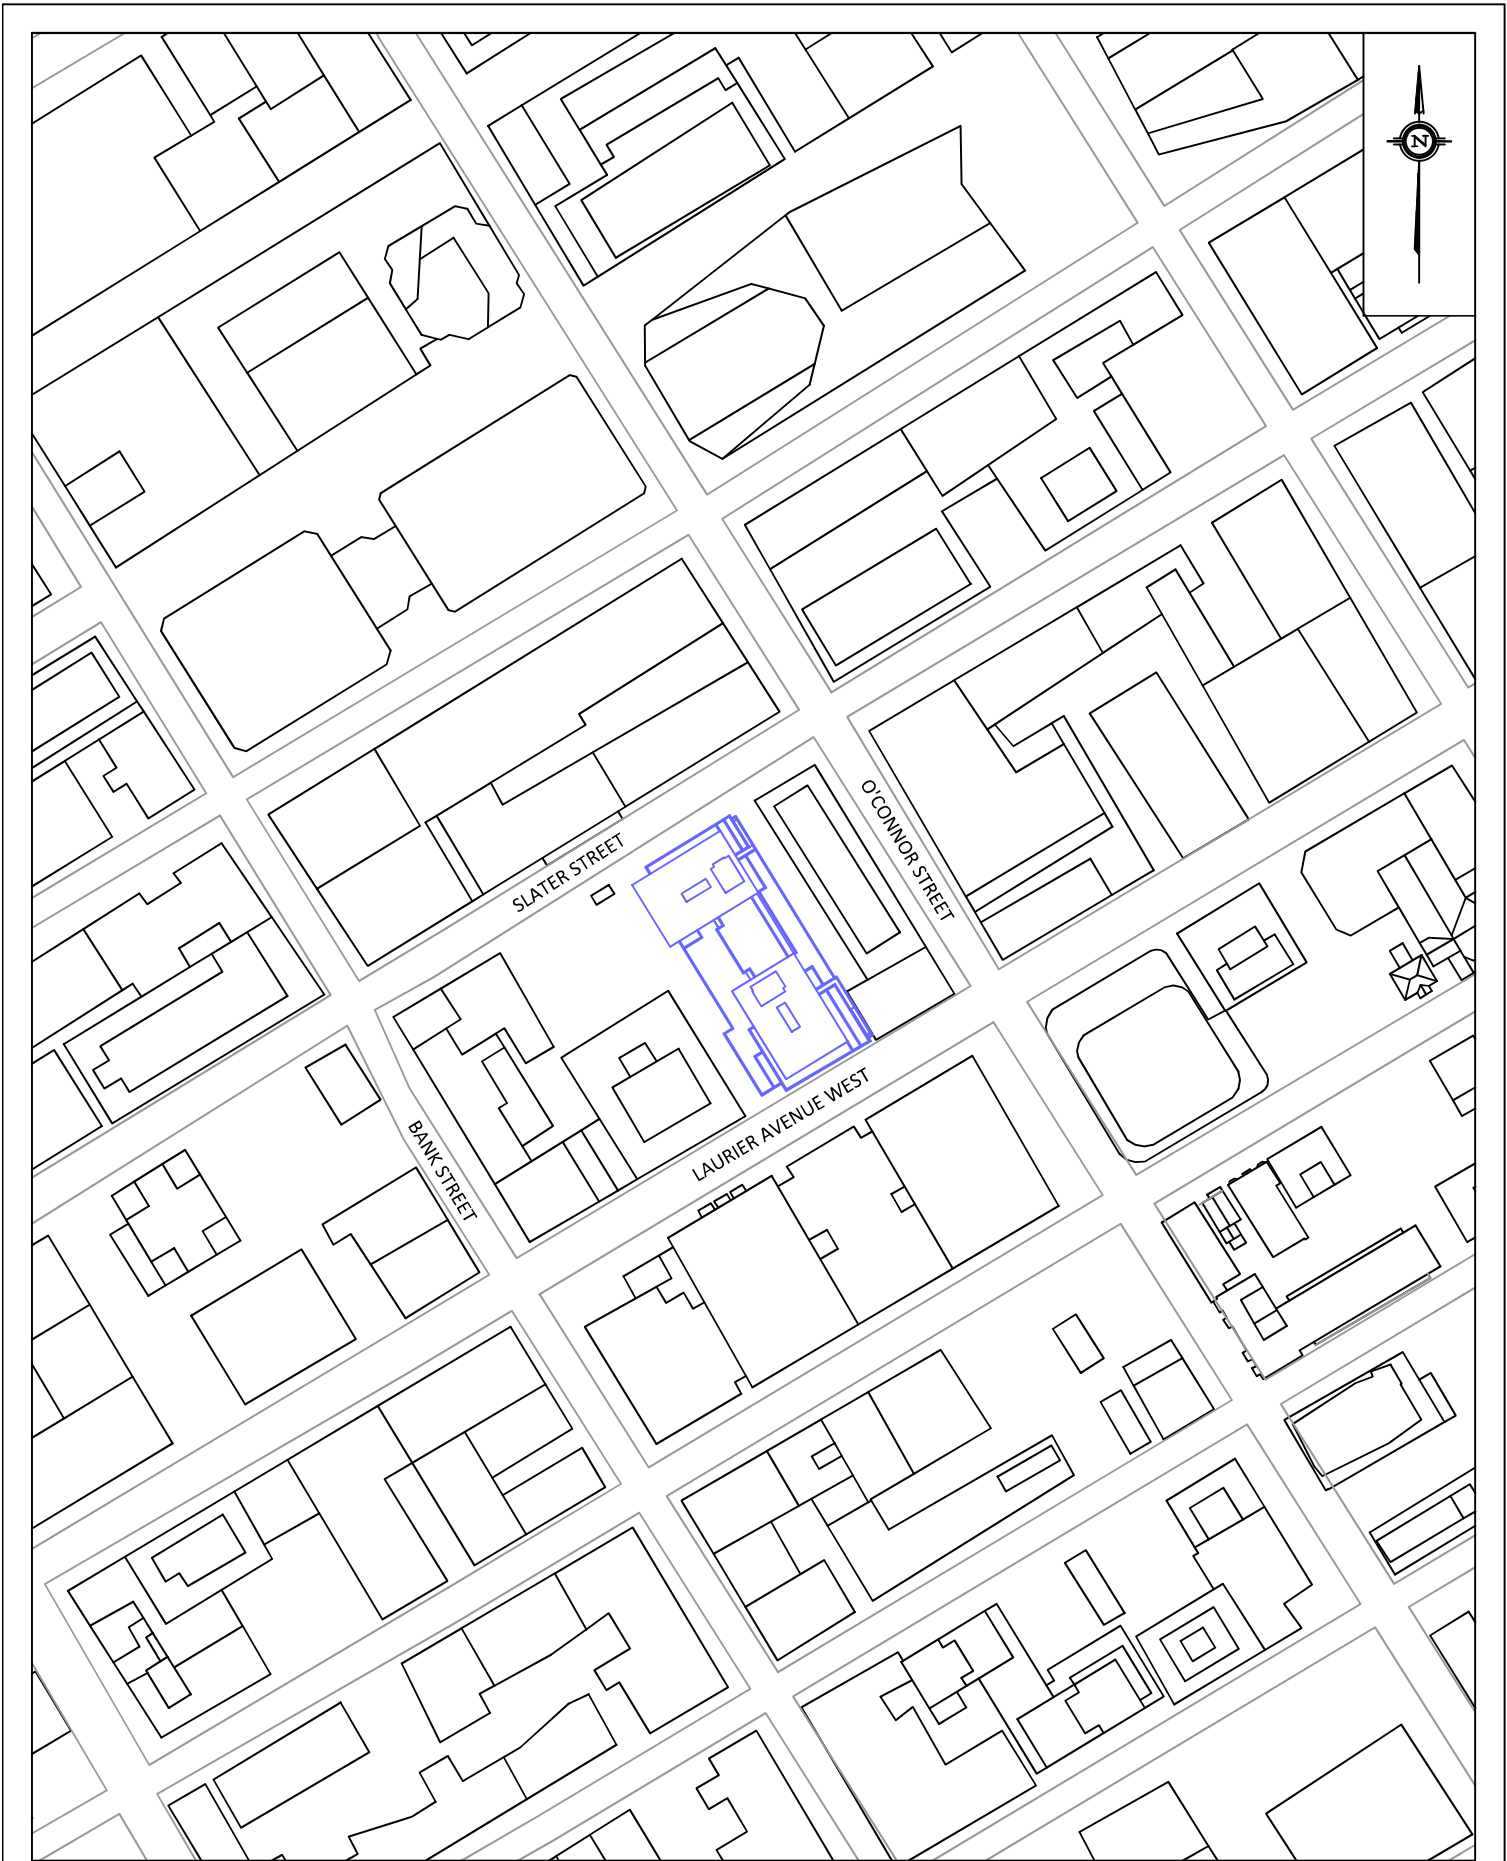 N
O'CONNOR STREET
SLATER STREET
LAURIER AVENUE WEST
BANK STREET